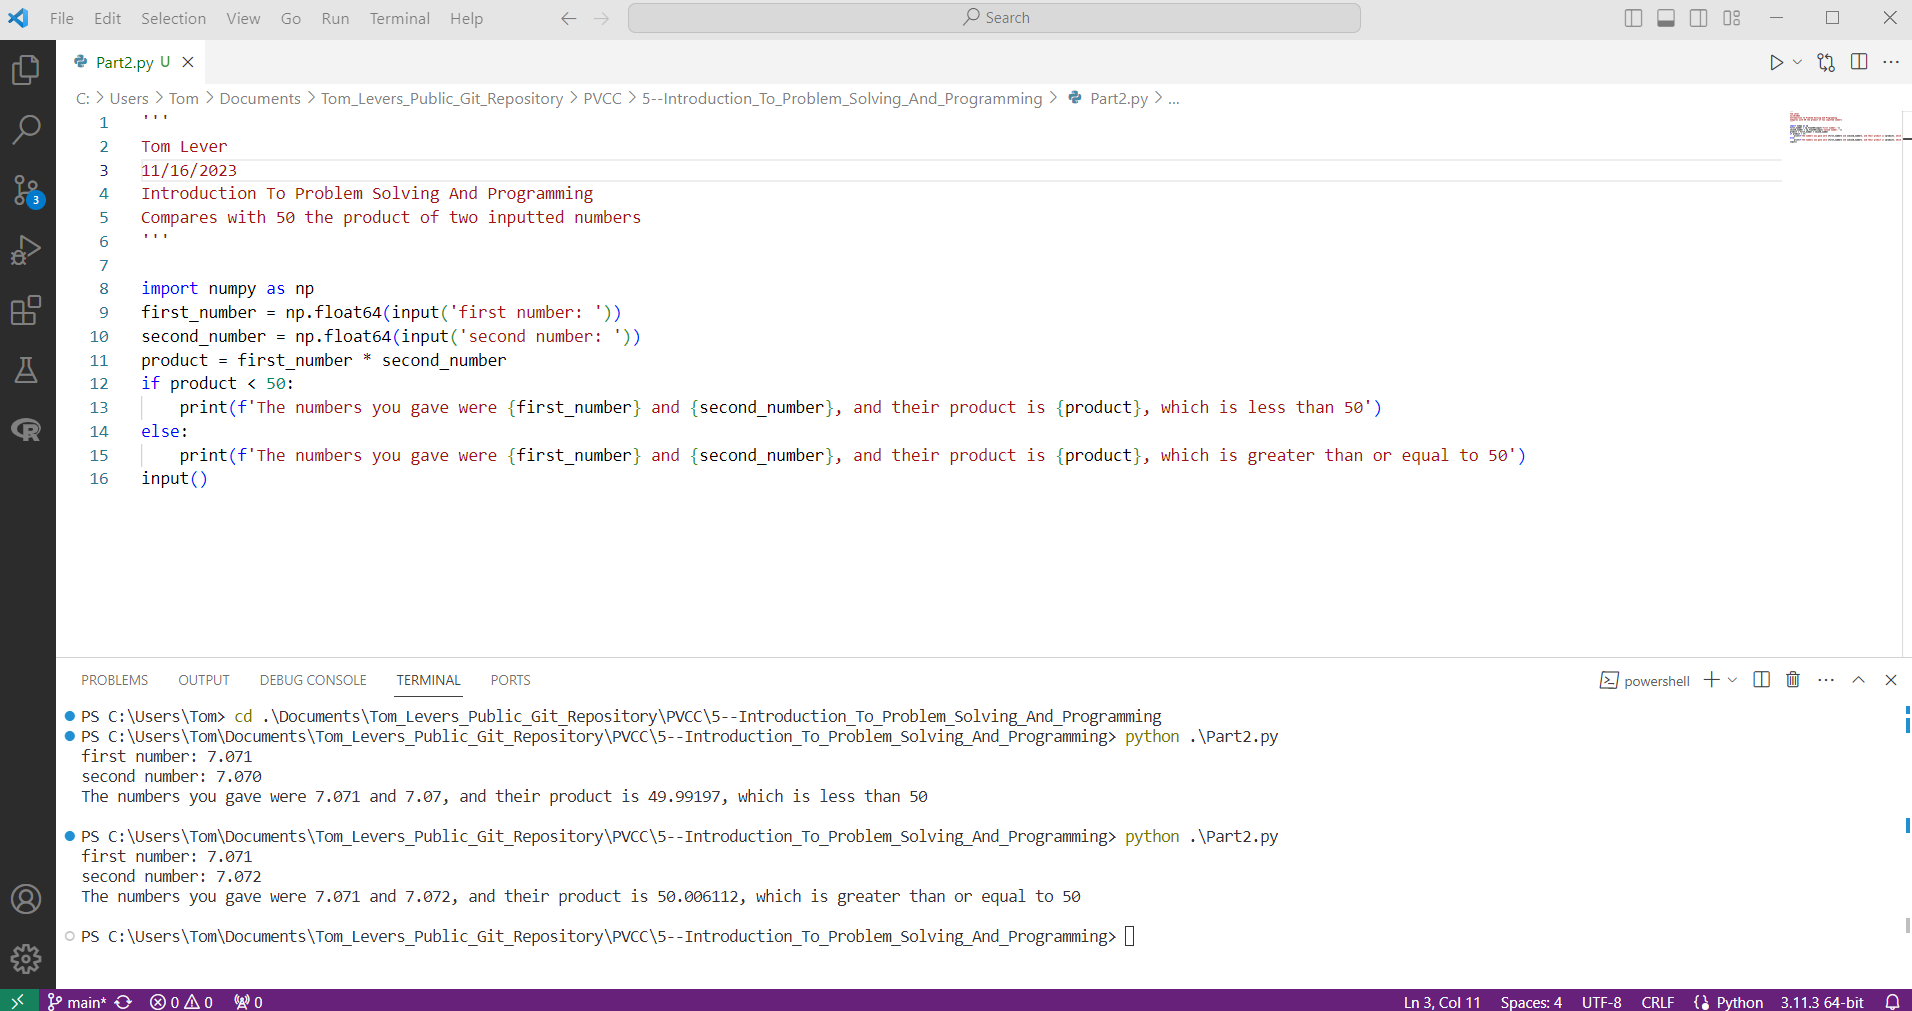 File Edit Selection View Go Run Terminal Help Search
Part2.py U
C: > Users > Tom > Documents > Tom_Levers_Public_Git_Repository > PVCC > 5--Introduction_To_Problem_Solving_And_Programming > Part2.py > ...
1 '''
2 Tom Lever
3 11/16/2023
4 Introduction To Problem Solving And Programming
5 Compares with 50 the product of two inputted numbers
6 '''
7
8 import numpy as np
9 first_number = np.float64(input('first number: '))
10 second_number = np.float64(input('second number: '))
11 product = first_number * second_number
12 if product < 50:
13     print(f'The numbers you gave were {first_number} and {second_number}, and their product is {product}, which is less than 50')
14 else:
15     print(f'The numbers you gave were {first_number} and {second_number}, and their product is {product}, which is greater than or equal to 50')
16 input()
3
PROBLEMS OUTPUT DEBUG CONSOLE TERMINAL PORTS powershell
PS C:\Users\Tom> cd .\Documents\Tom_Levers_Public_Git_Repository\PVCC\5--Introduction_To_Problem_Solving_And_Programming
PS C:\Users\Tom\Documents\Tom_Levers_Public_Git_Repository\PVCC\5--Introduction_To_Problem_Solving_And_Programming> python .\Part2.py
first number: 7.071
second number: 7.070
The numbers you gave were 7.071 and 7.07, and their product is 49.99197, which is less than 50
PS C:\Users\Tom\Documents\Tom_Levers_Public_Git_Repository\PVCC\5--Introduction_To_Problem_Solving_And_Programming> python .\Part2.py
first number: 7.071
second number: 7.072
The numbers you gave were 7.071 and 7.072, and their product is 50.006112, which is greater than or equal to 50
PS C:\Users\Tom\Documents\Tom_Levers_Public_Git_Repository\PVCC\5--Introduction_To_Problem_Solving_And_Programming>
main* 0 0 0 Ln 3, Col 11 Spaces: 4 UTF-8 CRLF Python 3.11.3 64-bit